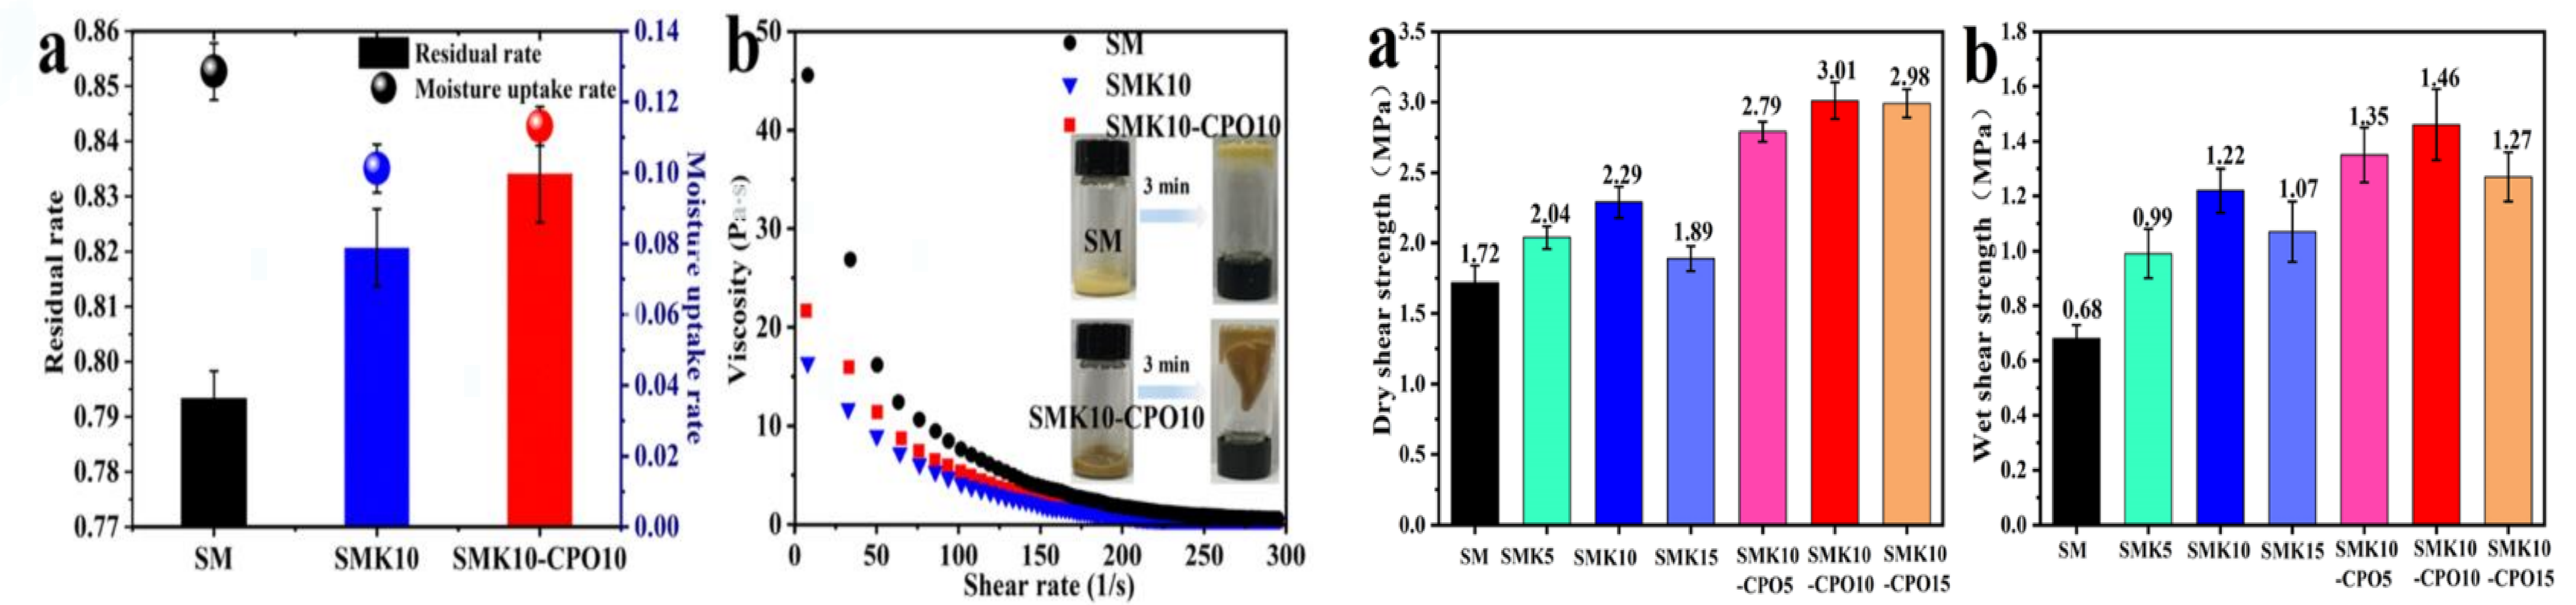 a
0.86
0.85
0.84
0.83
0.82
0.81
0.80
0.79
0.78
0.77
Residual rate
Residual rate
Moisture uptake rate
0.14
0.12
0.10
0.08
0.06
0.04
0.02
0.00
Moisture uptake rate
SM
SMK10
SMK10-CPO10
b
50
40
30
20
10
0
Viscosity (Pa-s)
SM
SMK10
SMK10-CPO10
SM
3 min
SMK10-CPO10
3 min
0
50
100
150
200
250
300
Shear rate (1/s)
a
3.5
3.0
2.5
2.0
1.5
1.0
0.5
0.0
Dry shear strength（MPa）
1.72
2.04
2.29
1.89
2.79
3.01
2.98
SM
SMK5
SMK10
SMK15
SMK10
-CPO5
SMK10
-CPO10
SMK10
-CPO15
b
1.8
1.6
1.4
1.2
1.0
0.8
0.6
0.4
0.2
0.0
Wet shear strength（MPa）
0.68
0.99
1.22
1.07
1.35
1.46
1.27
SM
SMK5
SMK10
SMK15
SMK10
-CPO5
SMK10
-CPO10
SMK10
-CPO15